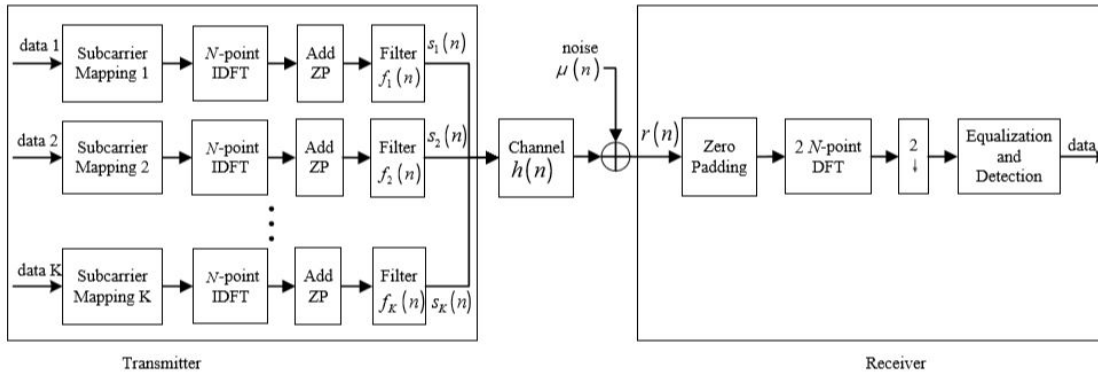 data 1
Subcarrier
Mapping 1
N-point
IDFT
Add
ZP
Filter
f₁(n)
s₁(n)
data 2
Subcarrier
Mapping 2
N-point
IDFT
Add
ZP
Filter
f₂(n)
s₂(n)
data K
Subcarrier
Mapping K
N-point
IDFT
Add
ZP
Filter
f_K(n)
s_K(n)
Channel
h(n)
noise
μ(n)
r(n)
Zero
Padding
2 N-point
DFT
2
↓
Equalization
and
Detection
data
Transmitter
Receiver